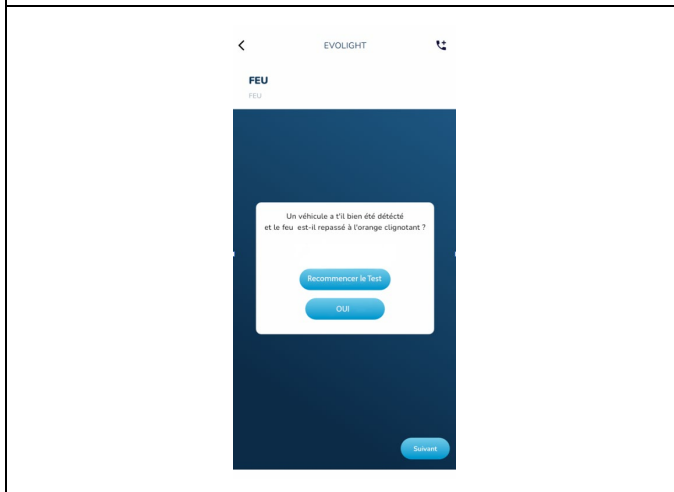 EVOLIGHT
FEU
FEU
Un véhicule a t'il bien été détécté
et le feu est-il repassé à l'orange clignotant ?
Recommencer le Test
OUI
Suivant